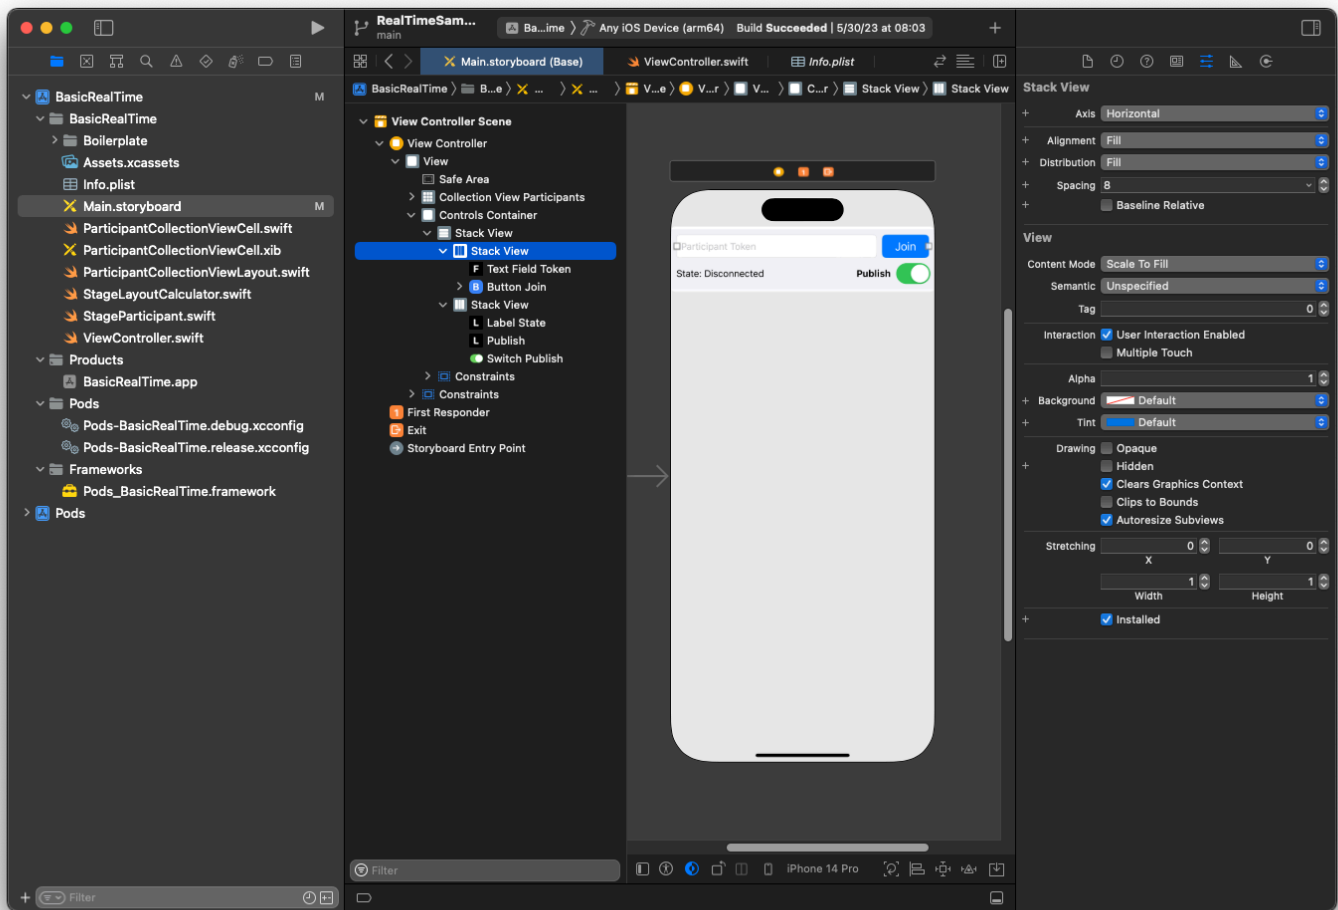 RealTimeSam...
main
Ba...ime
Any iOS Device (arm64)
Build Succeeded | 5/30/23 at 08:03
Main.storyboard (Base)
ViewController.swift
Info.plist
BasicRealTime
B...e
...
...
V...e
V...r
V...
C...r
Stack View
Stack View
BasicRealTime
M
BasicRealTime
Boilerplate
Assets.xcassets
Info.plist
Main.storyboard
M
ParticipantCollectionViewCell.swift
ParticipantCollectionViewCell.xib
ParticipantCollectionViewLayout.swift
StageLayoutCalculator.swift
StageParticipant.swift
ViewController.swift
Products
BasicRealTime.app
Pods
Pods-BasicRealTime.debug.xcconfig
Pods-BasicRealTime.release.xcconfig
Frameworks
Pods_BasicRealTime.framework
Pods
Filter
View Controller Scene
View Controller
View
Safe Area
Collection View Participants
Controls Container
Stack View
Stack View
F Text Field Token
B Button Join
Stack View
L Label State
L Publish
Switch Publish
Constraints
Constraints
1 First Responder
Exit
Storyboard Entry Point
Filter
1
Participant Token
Join
State: Disconnected
Publish
iPhone 14 Pro
Stack View
Axis Horizontal
Alignment Fill
Distribution Fill
Spacing 8
Baseline Relative
View
Content Mode Scale To Fill
Semantic Unspecified
Tag 0
Interaction User Interaction Enabled
Multiple Touch
Alpha 1
Background Default
Tint Default
Drawing Opaque
Hidden
Clears Graphics Context
Clips to Bounds
Autoresize Subviews
Stretching 0 0
X Y
1 1
Width Height
Installed